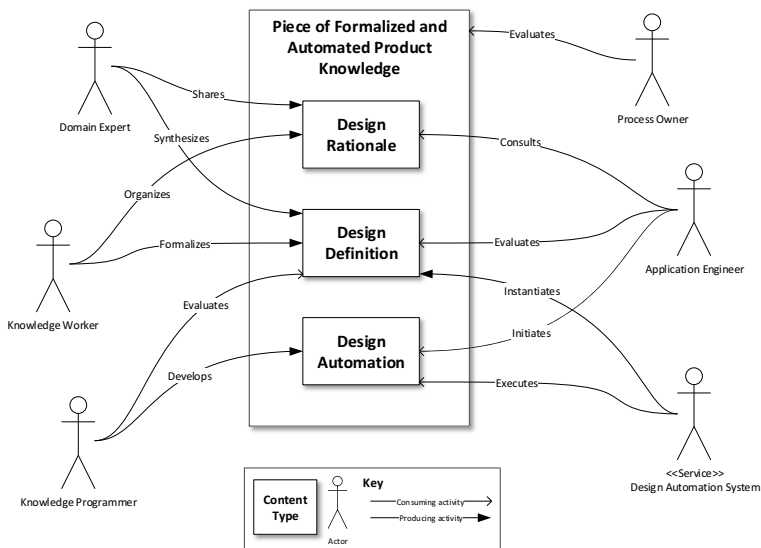 Piece of Formalized and
Automated Product
Knowledge
Evaluates
Process Owner
Domain Expert
Shares
Design
Rationale
Synthesizes
Consults
Organizes
Knowledge Worker
Formalizes
Design
Definition
Evaluates
Application Engineer
Evaluates
Instantiates
Initiates
Develops
Design
Automation
Executes
Knowledge Programmer
<<Service>>
Design Automation System
Key
Content
Type
Actor
Consuming activity
Producing activity